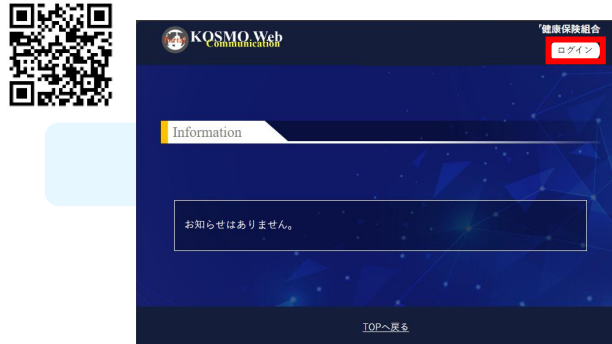 KOSMO Web
Communication
健康保険組合
ログイン
Information
お知らせはありません。
TOPへ戻る